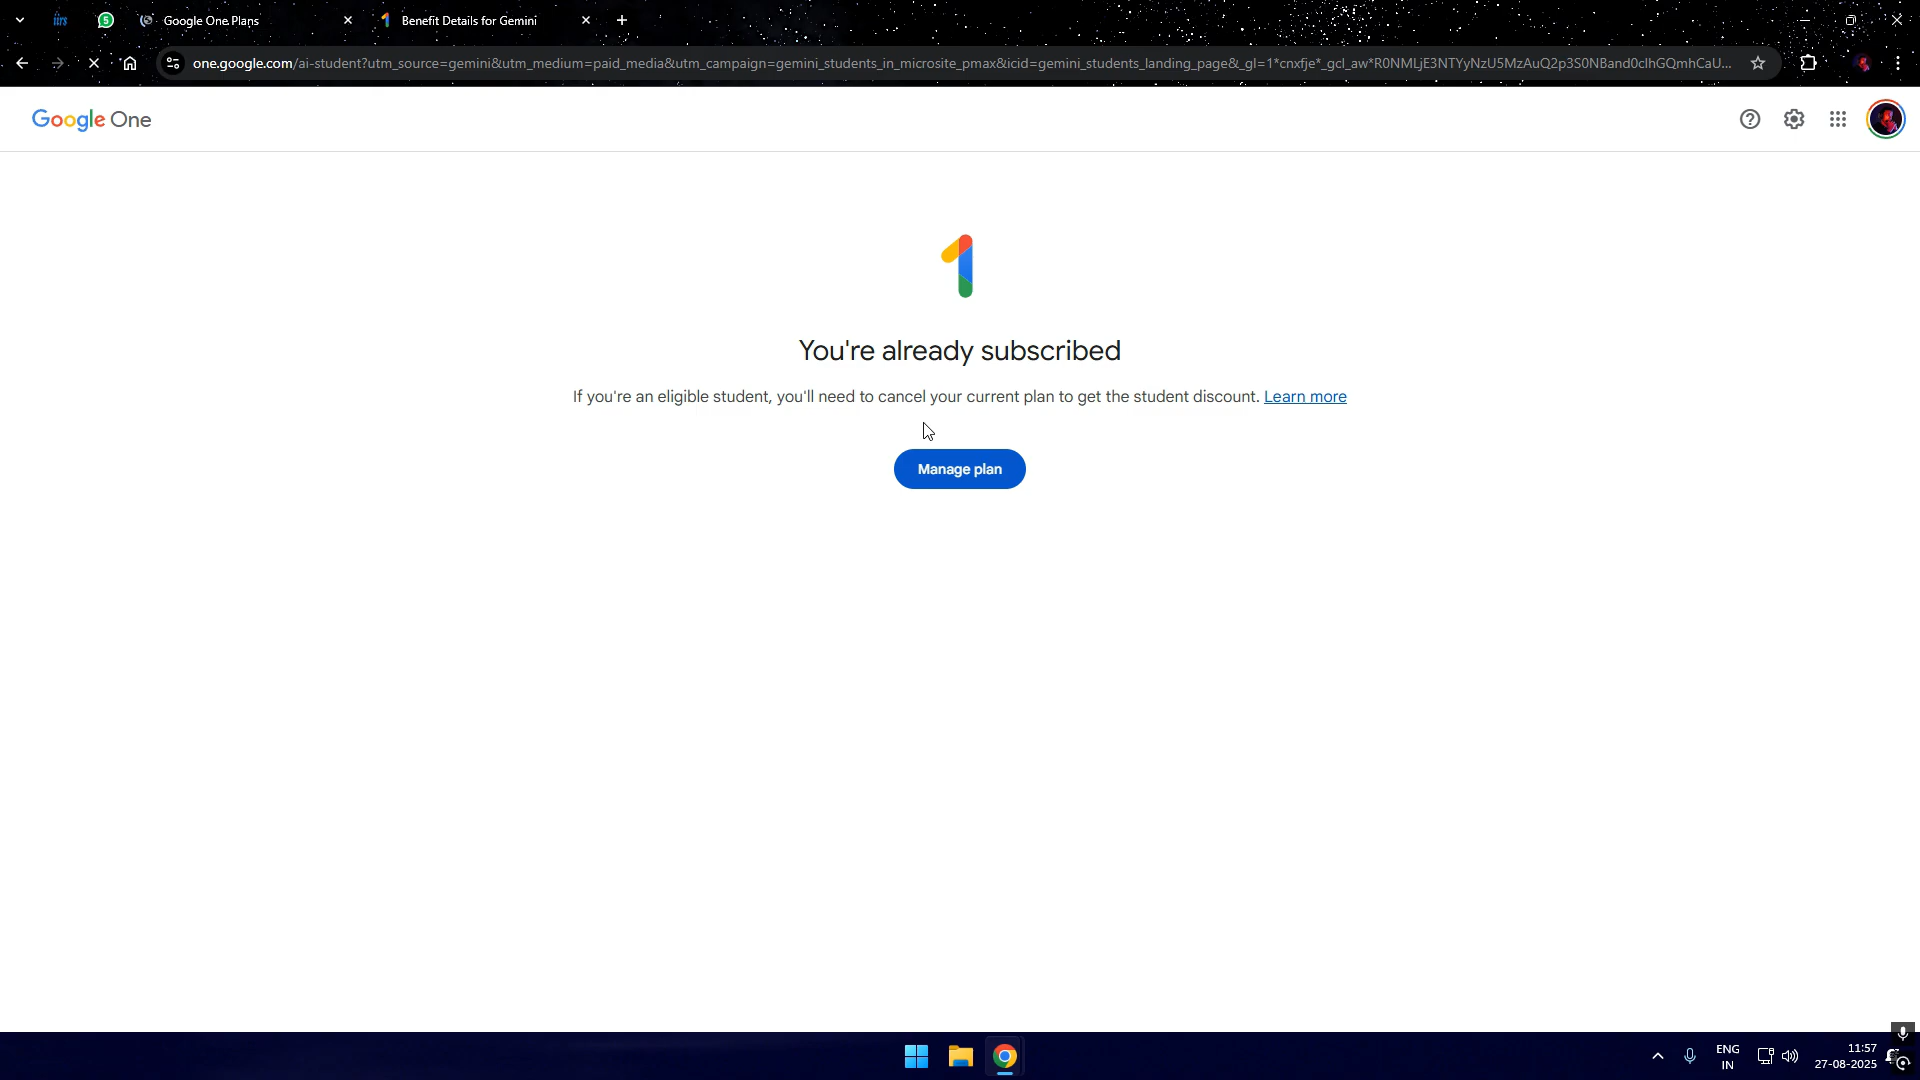 5
Google One Plans
Benefit Details for Gemini
one.google.com/ai-student?utm_source=gemini&utm_medium=paid_media&utm_campaign=gemini_students_in_microsite_pmax&icid=gemini_students_landing_page&_gl=1*cnxfje*_gcl_aw*R0NMLjE3NTYyNzU5MzAuQ2p3S0NBand0clhGQmhCaU...
Google One
You're already subscribed
If you're an eligible student, you'll need to cancel your current plan to get the student discount. Learn more
Manage plan
ENG
IN
11:57
27-08-2025